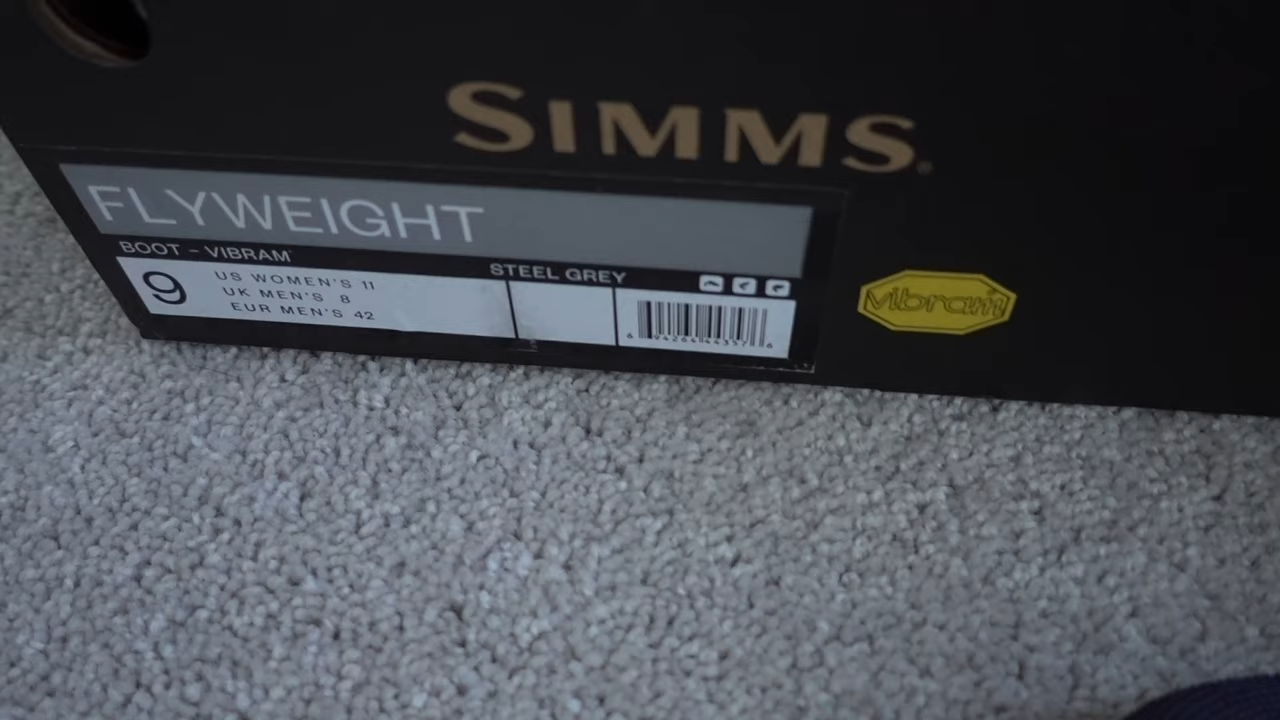 SIMMS
FLYWEIGHT
BOOT – VIBRAM
STEEL GREY
9
US WOMEN'S 11
UK MEN'S 8
EUR MEN'S 42
vibram